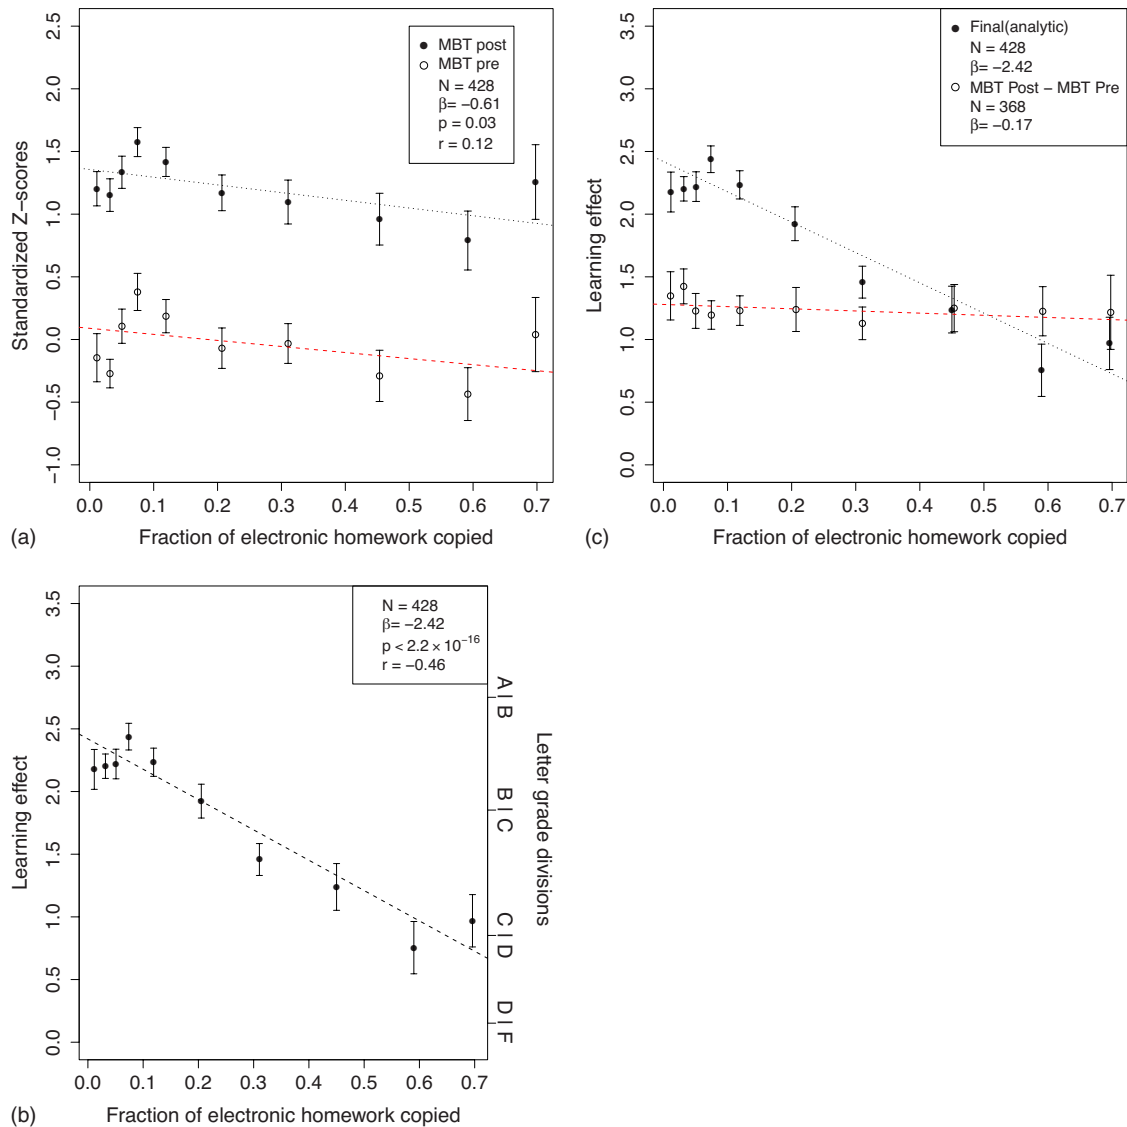 2.5
2.0
1.5
1.0
0.5
0.0
−0.5
−1.0
Standardized Z−scores
MBT post
MBT pre
N = 428
β= −0.61
p = 0.03
r = 0.12
0.0 0.1 0.2 0.3 0.4 0.5 0.6 0.7
(a) Fraction of electronic homework copied
3.5
3.0
2.5
2.0
1.5
1.0
0.5
0.0
Learning effect
Final(analytic)
N = 428
β= −2.42
MBT Post − MBT Pre
N = 368
β= −0.17
0.0 0.1 0.2 0.3 0.4 0.5 0.6 0.7
(c) Fraction of electronic homework copied
3.5
3.0
2.5
2.0
1.5
1.0
0.5
0.0
Learning effect
N = 428
β= −2.42
p < 2.2 × 10⁻¹⁶
r = −0.46
A|B
B|C
C|D
D|F
Letter grade divisions
0.0 0.1 0.2 0.3 0.4 0.5 0.6 0.7
(b) Fraction of electronic homework copied